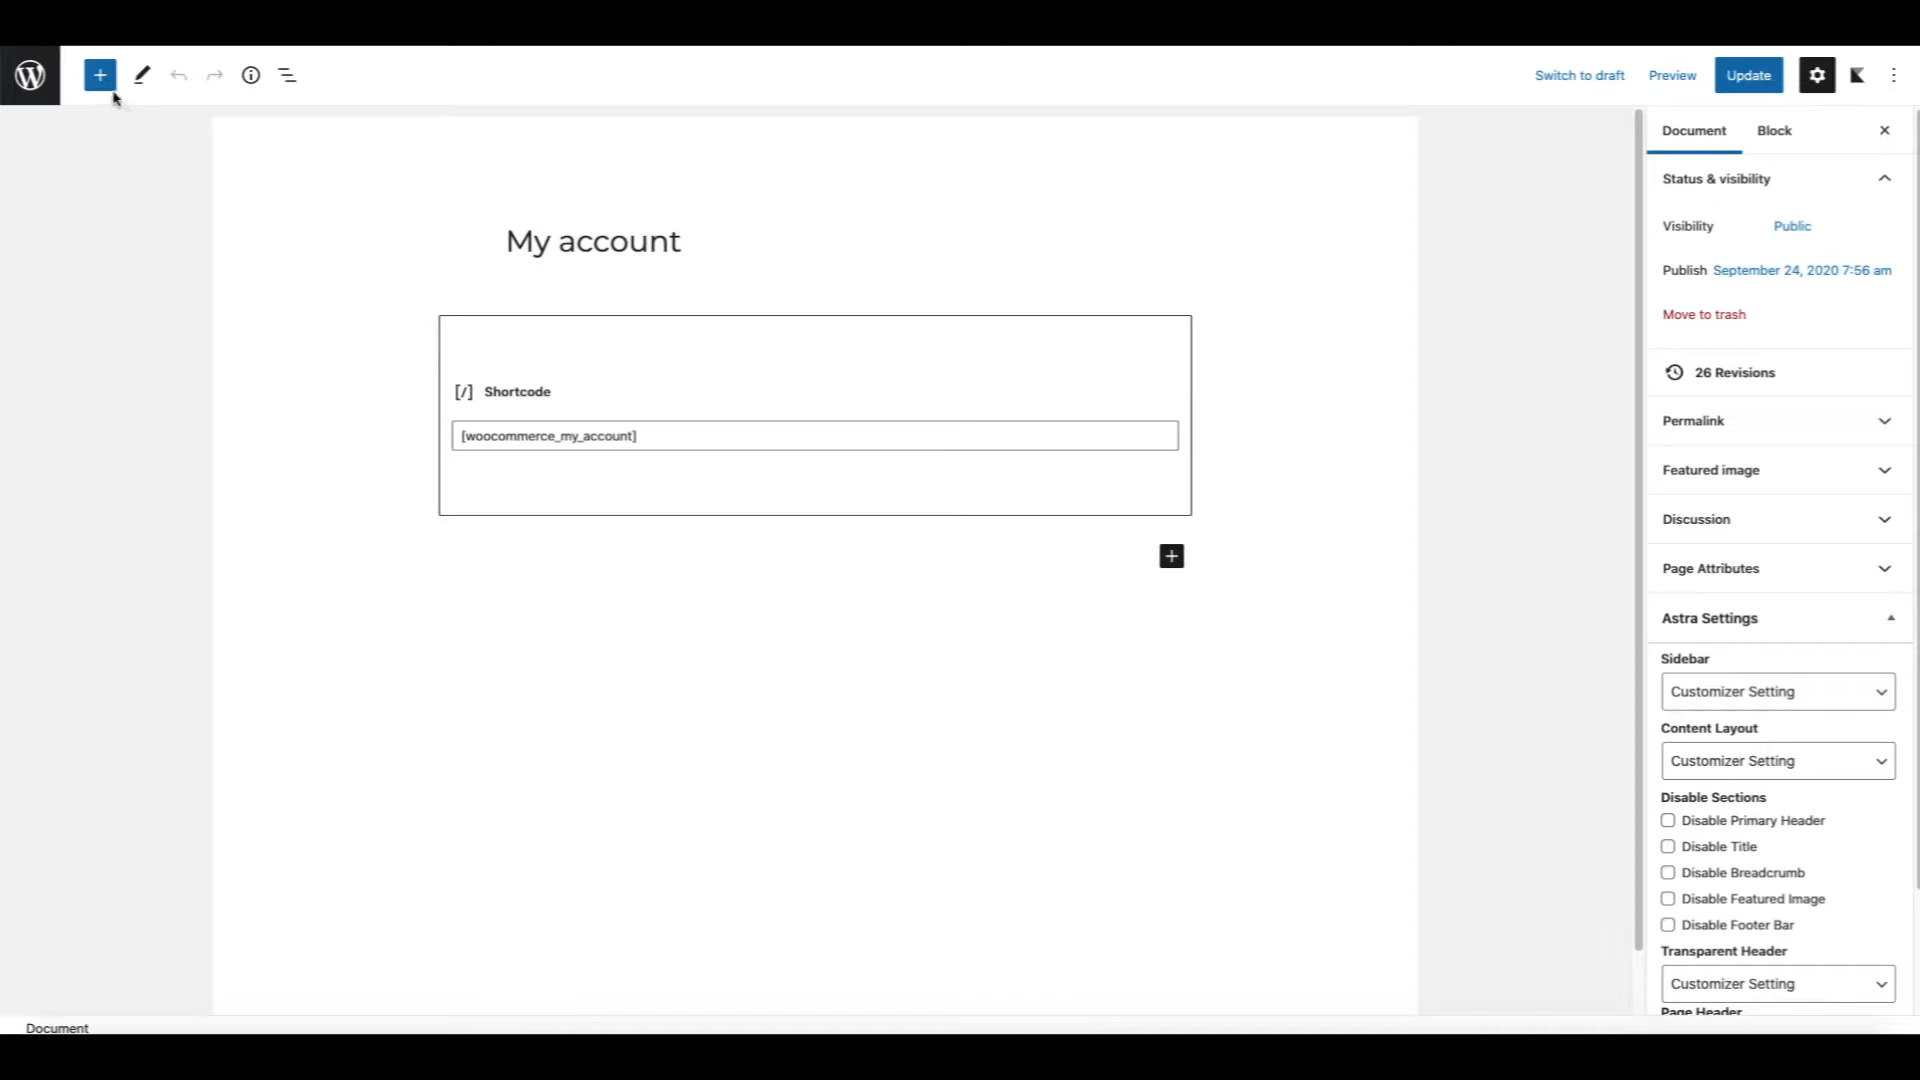 Switch to draft Preview Update
Document Block
Status & visibility
Visibility Public
Publish September 24, 2020 7:56 am
Move to trash
26 Revisions
Permalink
Featured image
Discussion
Page Attributes
Astra Settings
Sidebar
Customizer Setting
Content Layout
Customizer Setting
Disable Sections
Disable Primary Header
Disable Title
Disable Breadcrumb
Disable Featured Image
Disable Footer Bar
Transparent Header
Customizer Setting
Page Header
My account
[/] Shortcode
[woocommerce_my_account]
Document